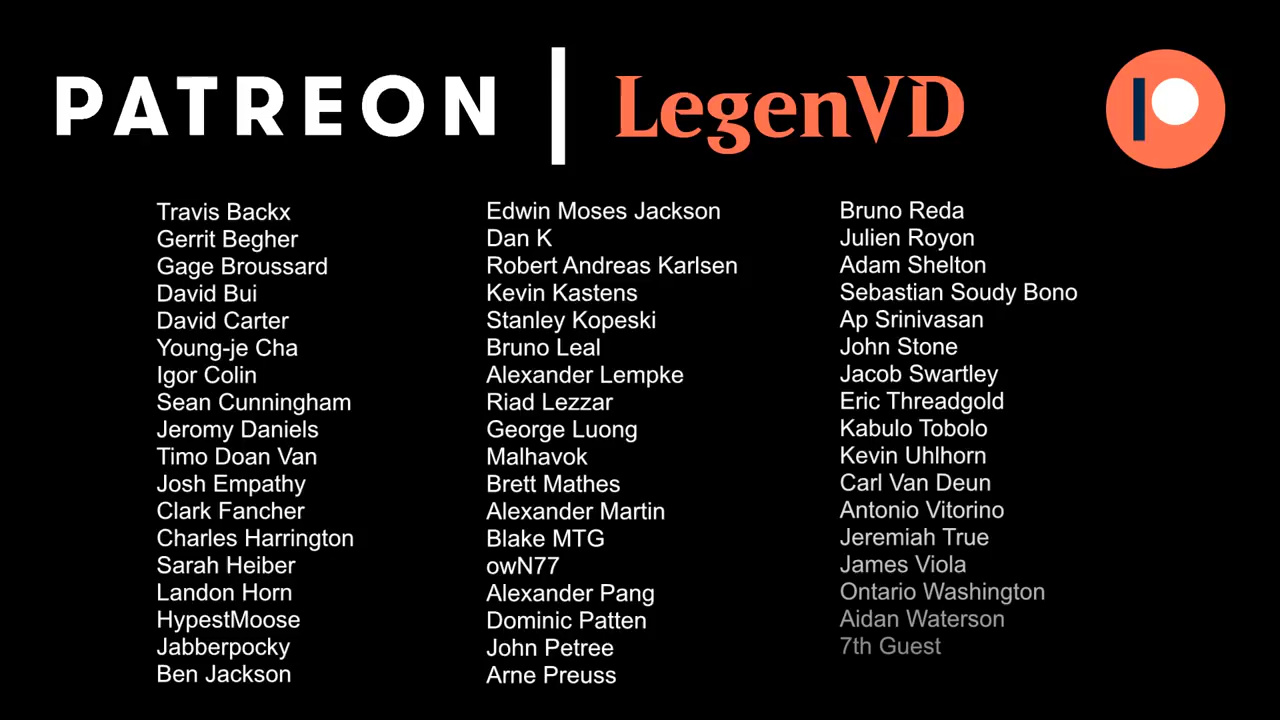 PATREON | LegenVD
Travis Backx
Gerrit Begher
Gage Broussard
David Bui
David Carter
Young-je Cha
Igor Colin
Sean Cunningham
Jeromy Daniels
Timo Doan Van
Josh Empathy
Clark Fancher
Charles Harrington
Sarah Heiber
Landon Horn
HypestMoose
Jabberpocky
Ben Jackson
Edwin Moses Jackson
Dan K
Robert Andreas Karlsen
Kevin Kastens
Stanley Kopeski
Bruno Leal
Alexander Lempke
Riad Lezzar
George Luong
Malhavok
Brett Mathes
Alexander Martin
Blake MTG
owN77
Alexander Pang
Dominic Patten
John Petree
Arne Preuss
Bruno Reda
Julien Royon
Adam Shelton
Sebastian Soudy Bono
Ap Srinivasan
John Stone
Jacob Swartley
Eric Threadgold
Kabulo Tobolo
Kevin Uhlhorn
Carl Van Deun
Antonio Vitorino
Jeremiah True
James Viola
Ontario Washington
Aidan Waterson
7th Guest